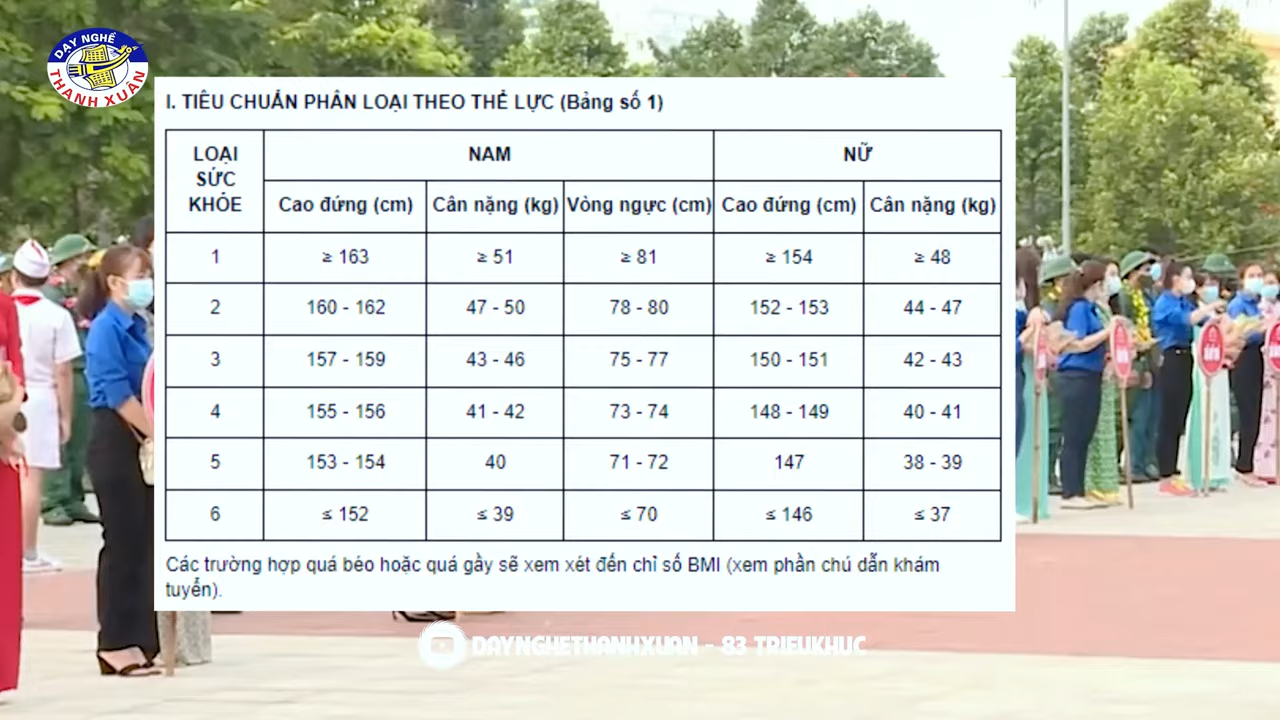 DẠY NGHỀ
THANH XUÂN
I. TIÊU CHUẨN PHÂN LOẠI THEO THỂ LỰC (Bảng số 1)
LOẠI SỨC KHỎE
NAM
NỮ
Cao đứng (cm) Cân nặng (kg) Vòng ngực (cm) Cao đứng (cm) Cân nặng (kg)
1 ≥ 163 ≥ 51 ≥ 81 ≥ 154 ≥ 48
2 160 - 162 47 - 50 78 - 80 152 - 153 44 - 47
3 157 - 159 43 - 46 75 - 77 150 - 151 42 - 43
4 155 - 156 41 - 42 73 - 74 148 - 149 40 - 41
5 153 - 154 40 71 - 72 147 38 - 39
6 ≤ 152 ≤ 39 ≤ 70 ≤ 146 ≤ 37
Các trường hợp quá béo hoặc quá gầy sẽ xem xét đến chỉ số BMI (xem phần chú dẫn khám
tuyển).
DAYNGHETHANHXUAN - 83 TRIEUKHUC